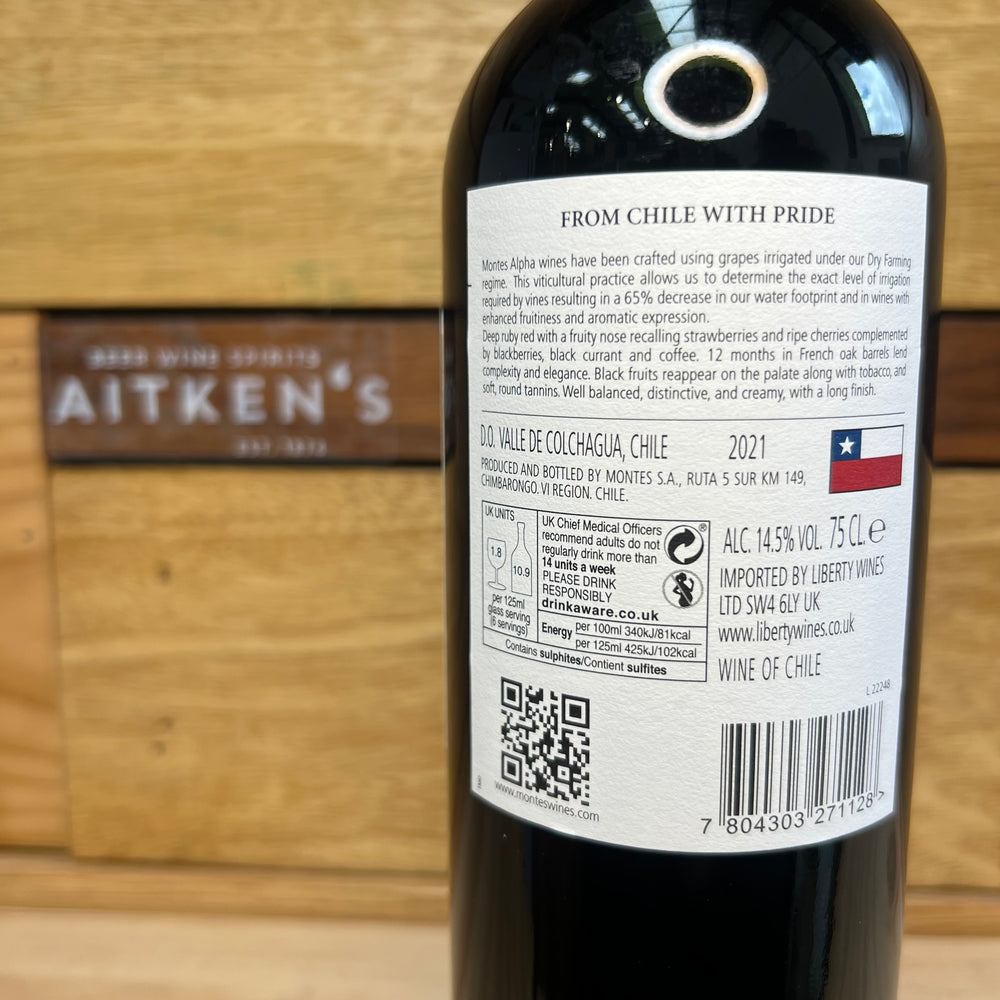 BEER WINE SPIRITS
AITKEN'S
FROM CHILE WITH PRIDE
Montes Alpha wines have been crafted using grapes irrigated under our Dry Farming
regime. This viticultural practice allows us to determine the exact level of irrigation
required by vines resulting in a 65% decrease in our water footprint and in wines with
enhanced fruitiness and aromatic expression.
Deep ruby red with a fruity nose recalling strawberries and ripe cherries complemented
by blackberries, black currant and coffee. 12 months in French oak barrels lend
complexity and elegance. Black fruits reappear on the palate along with tobacco, and
soft, round tannins. Well balanced, distinctive, and creamy, with a long finish.
D.O. VALLE DE COLCHAGUA, CHILE 2021
PRODUCED AND BOTTLED BY MONTES S.A., RUTA 5 SUR KM 149,
CHIMBARONGO. VI REGION. CHILE.
UK UNITS
1.8
10.9
per 125ml
glass serving
(6 servings)
UK Chief Medical Officers
recommend adults do not
regularly drink more than
14 units a week
PLEASE DRINK
RESPONSIBLY
drinkaware.co.uk
®
Energy per 100ml 340kJ/81kcal
per 125ml 425kJ/102kcal
Contains sulphites/Contient sulfites
ALC. 14.5% VOL. 75 CL. e
IMPORTED BY LIBERTY WINES
LTD SW4 6LY UK
www.libertywines.co.uk
WINE OF CHILE
L 22248
www.monteswines.com
7 804303 271128 >